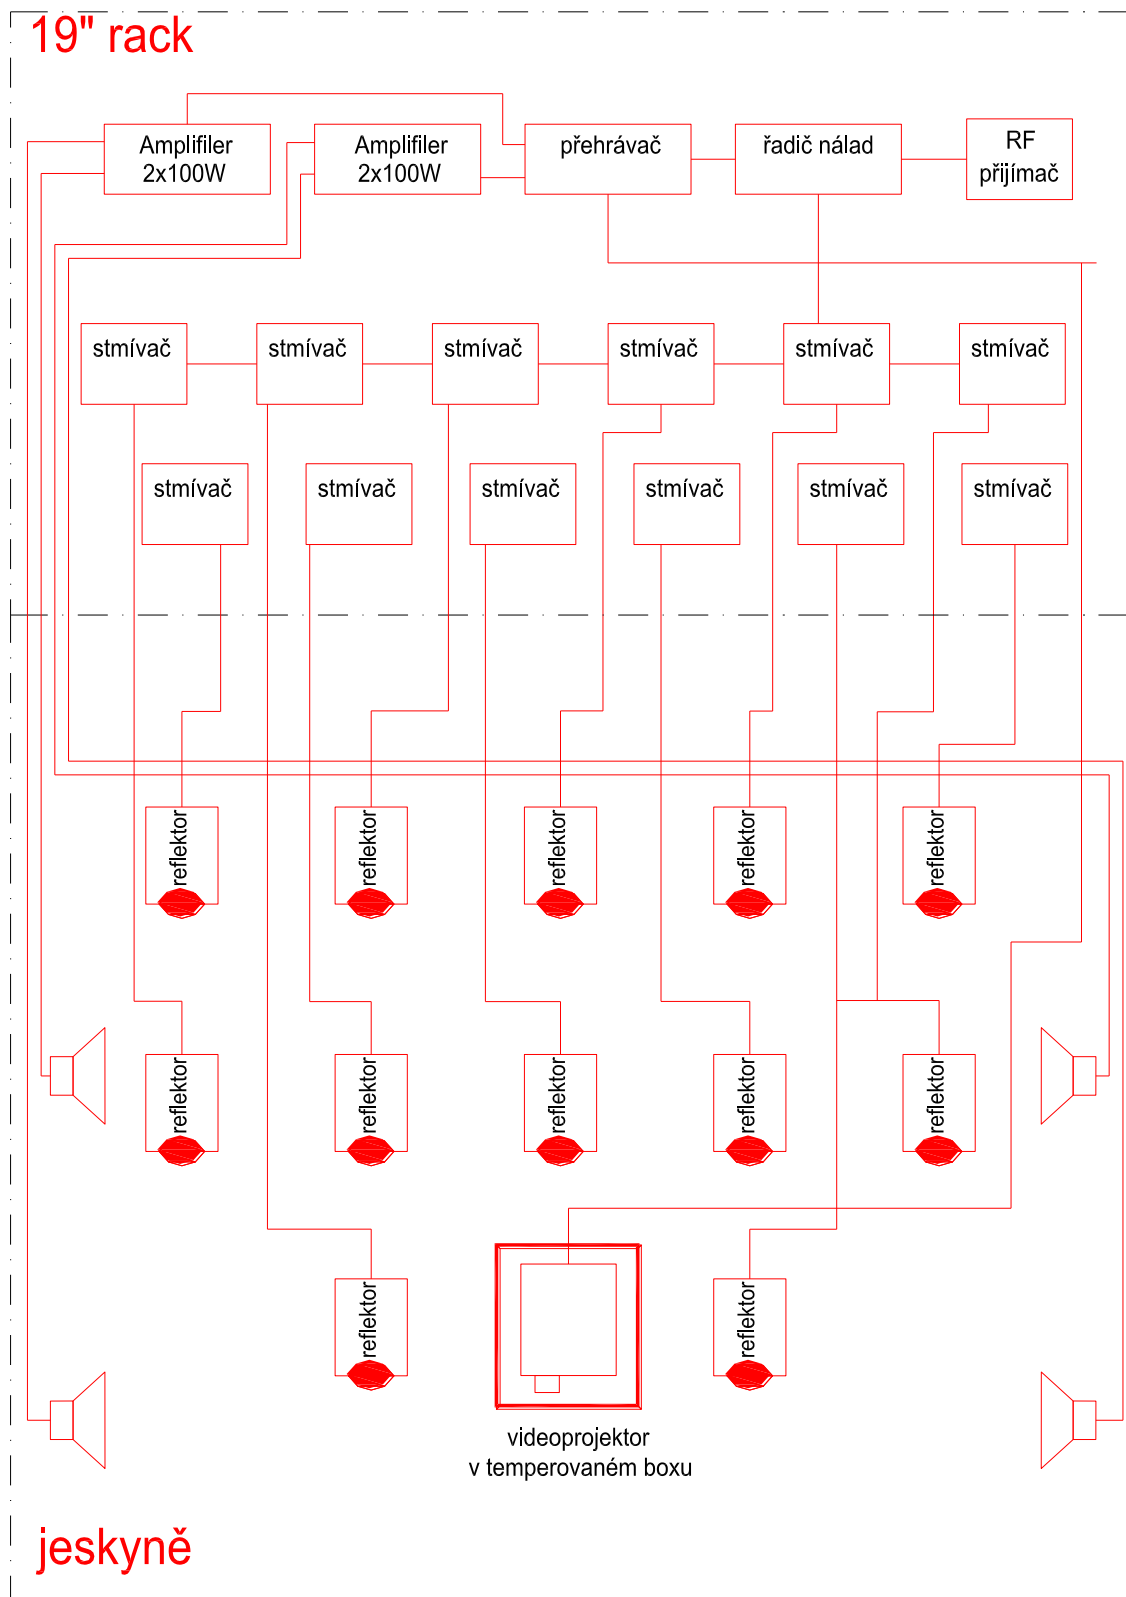 19" rack
Amplifiler
2x100W
Amplifiler
2x100W
přehrávač
řadič nálad
RF
přijímač
stmívač
stmívač
stmívač
stmívač
stmívač
stmívač
stmívač
stmívač
stmívač
stmívač
stmívač
stmívač
reflektor
reflektor
reflektor
reflektor
reflektor
reflektor
reflektor
reflektor
reflektor
reflektor
reflektor
reflektor
videoprojektor
v temperovaném boxu
jeskyně